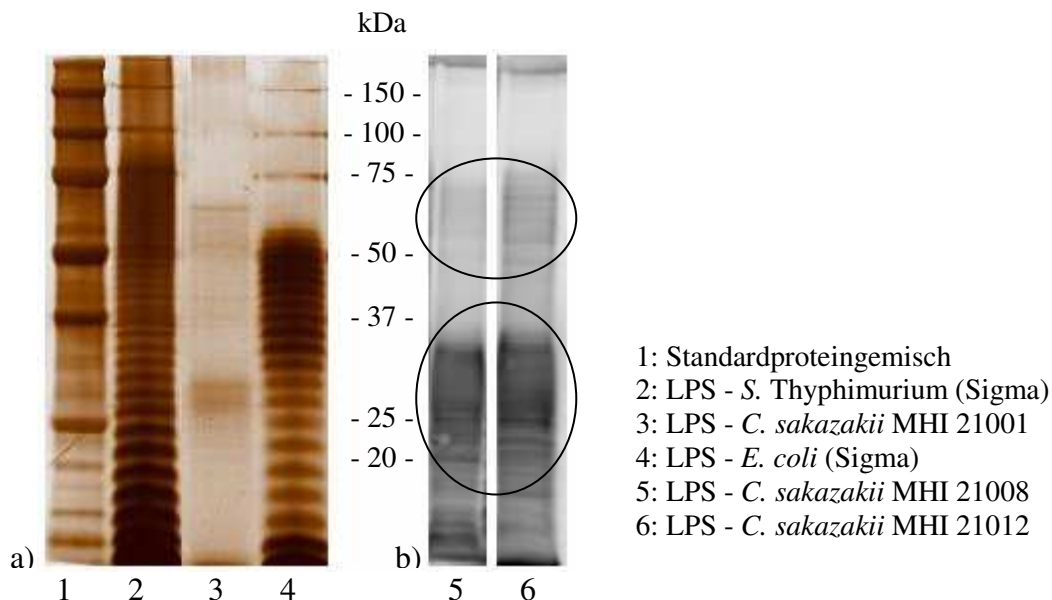 kDa
- 150 -
- 100 -
- 75 -
- 50 -
- 37 -
- 25 -
- 20 -
a)
b)
1 2 3 4 5 6
1: Standardproteingemisch
2: LPS - S. Thyphimurium (Sigma)
3: LPS - C. sakazakii MHI 21001
4: LPS - E. coli (Sigma)
5: LPS - C. sakazakii MHI 21008
6: LPS - C. sakazakii MHI 21012